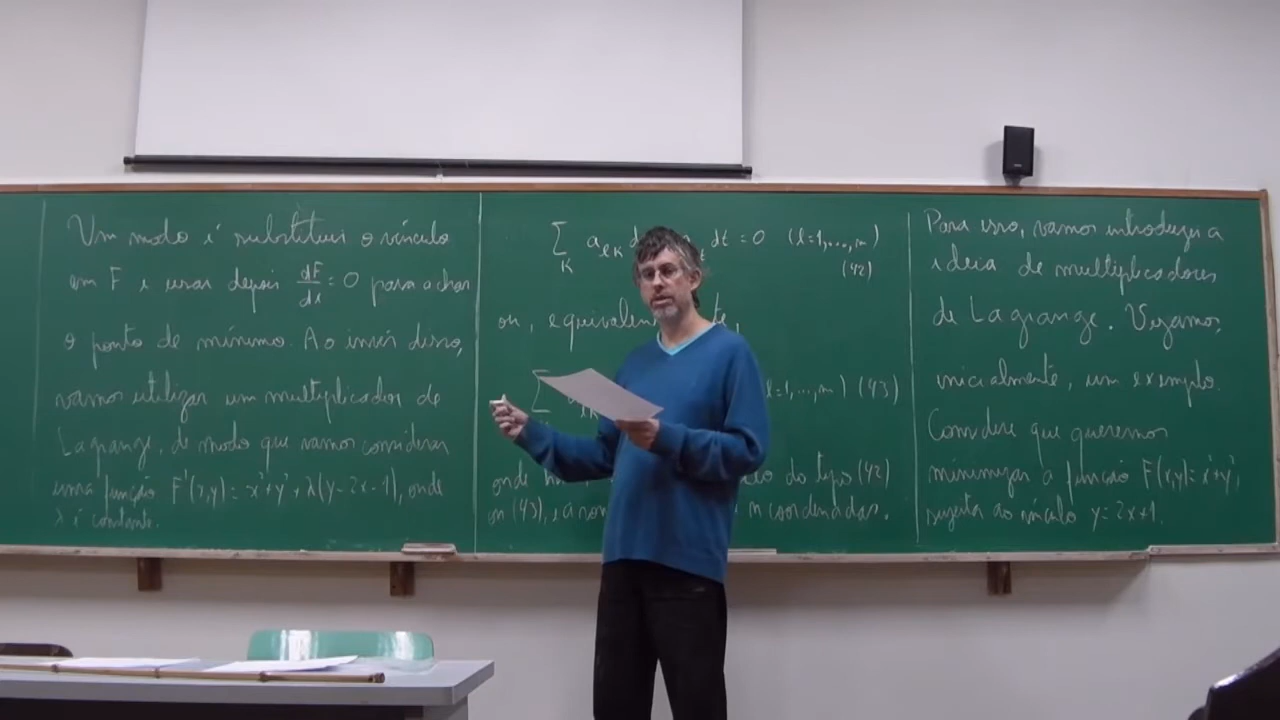 Um modo é substituir o vínculo
em F e usar depois dF/dx = 0 para achar
o ponto de mínimo. Ao invés disso,
vamos utilizar um multiplicador de
Lagrange, de modo que vamos considerar
uma função F'(x,y) = x²+y²+λ(y-2x-1), onde
λ é constante.
∑ₖ aₗₖ d dt = 0 (l=1,...,m)
(42)
ou, equivalen te,
∑ l=1,...,m) (43)
onde do tipo (42)
ou (43), e a m coordenadas.
Para isso, vamos introduzir a
ideia de multiplicadores
de Lagrange. Vejamos,
inicialmente, um exemplo.
Considere que queremos
minimizar a função F(x,y)=x²+y²,
sujeita ao vínculo y=2x+1.